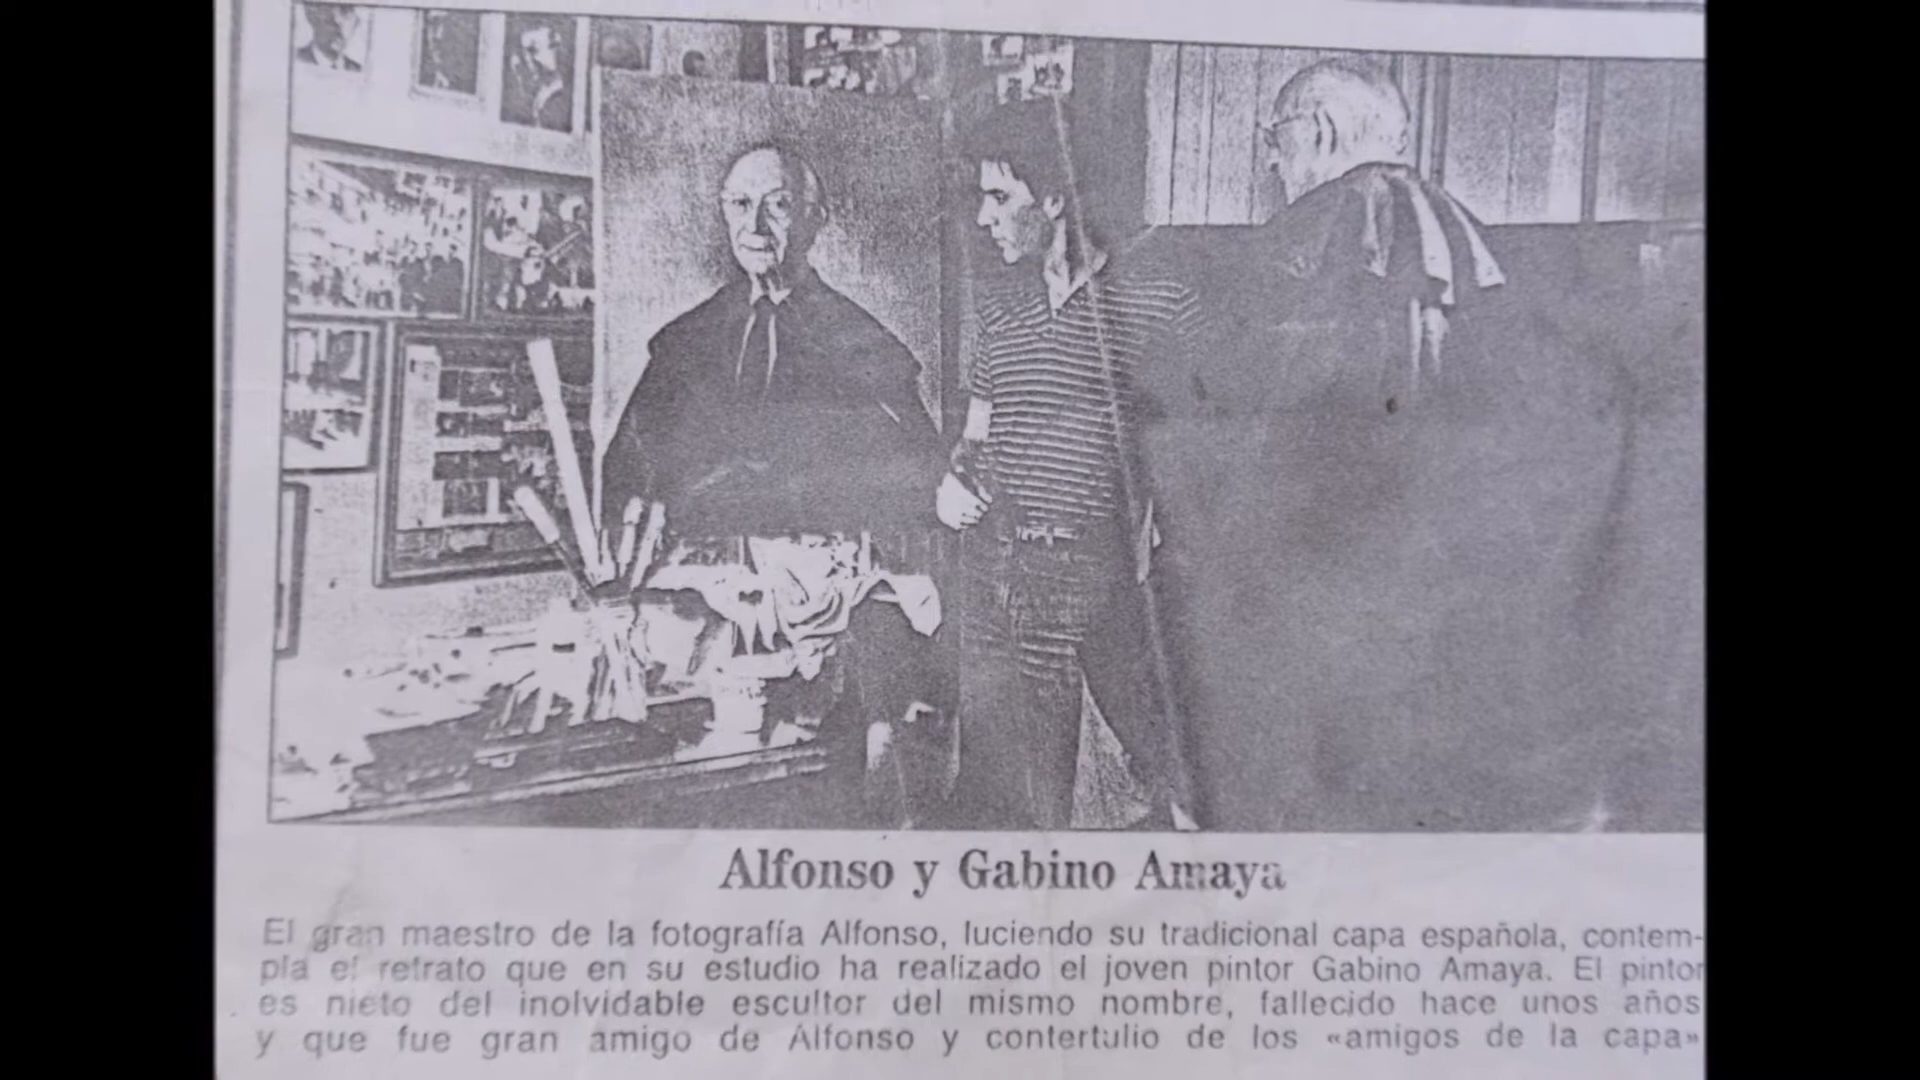 Alfonso y Gabino Amaya
El gran maestro de la fotografía Alfonso, luciendo su tradicional capa española, contem-
pla el retrato que en su estudio ha realizado el joven pintor Gabino Amaya. El pintor
es nieto del inolvidable escultor del mismo nombre, fallecido hace unos años
y que fue gran amigo de Alfonso y contertulio de los «amigos de la capa»